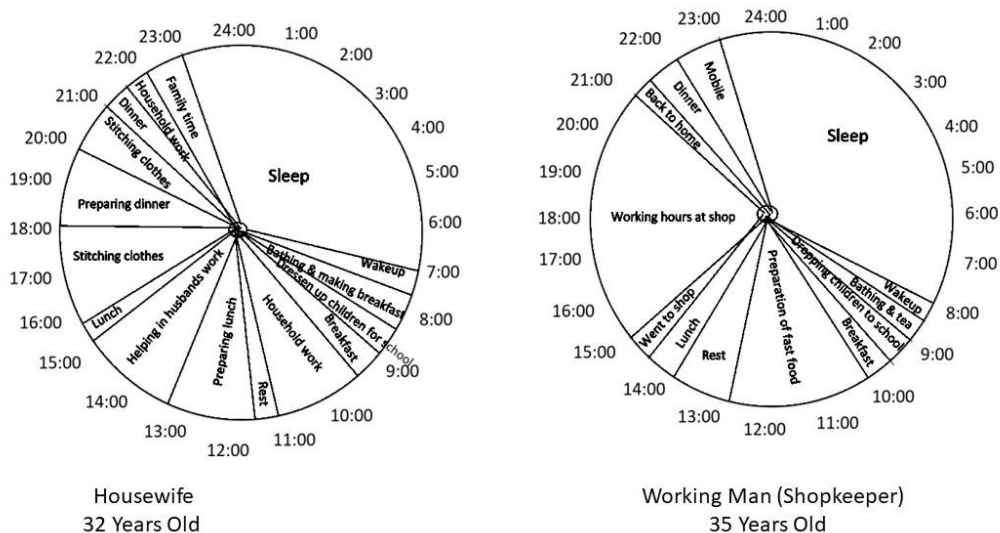 24:00
1:00
2:00
3:00
4:00
5:00
6:00
7:00
8:00
9:00
10:00
11:00
12:00
13:00
14:00
15:00
16:00
17:00
18:00
19:00
20:00
21:00
22:00
23:00
Sleep
Wakeup
Bathing & making breakfast
Dressen up children for school
Breakfast
Household work
Rest
Preparing lunch
Helping in husbands work
Lunch
Stitching clothes
Preparing dinner
Stitching clothes
Dinner
Household work
Family time
Housewife
32 Years Old
24:00
1:00
2:00
3:00
4:00
5:00
6:00
7:00
8:00
9:00
10:00
11:00
12:00
13:00
14:00
15:00
16:00
17:00
18:00
19:00
20:00
21:00
22:00
23:00
Sleep
Wakeup
Bathing & tea
Dropping children to school
Breakfast
Preparation of fast food
Rest
Lunch
Went to shop
Working hours at shop
Back to home
Dinner
Mobile
Working Man (Shopkeeper)
35 Years Old